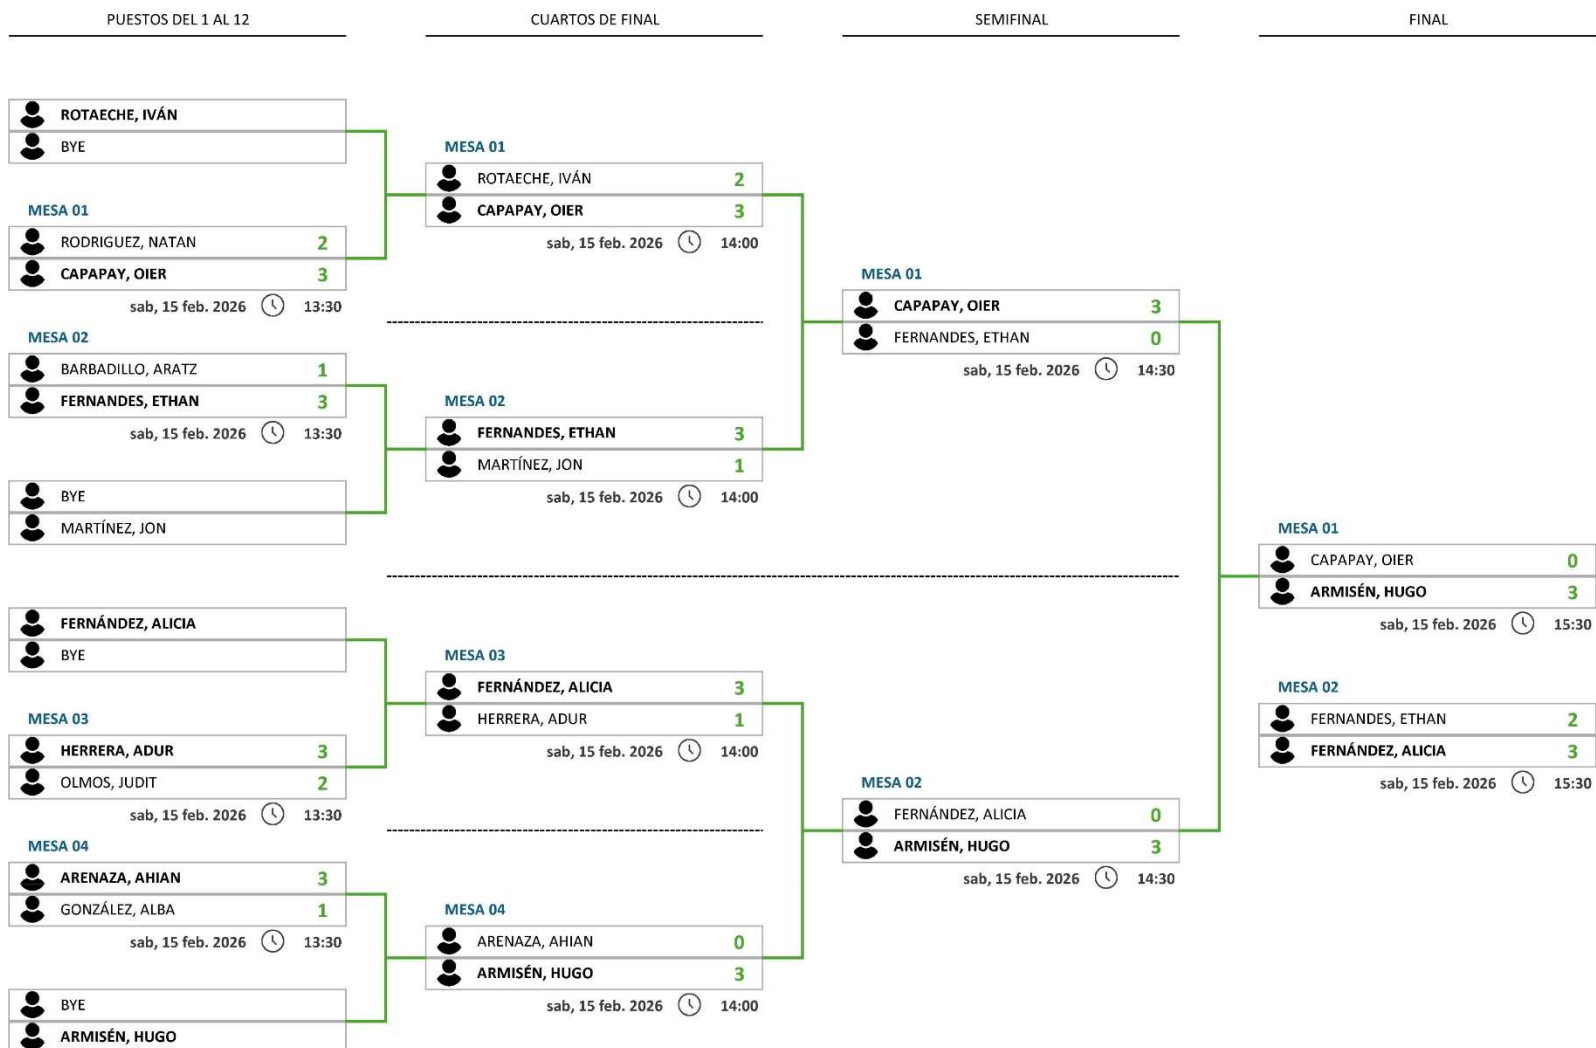 PUESTOS DEL 1 AL 12
CUARTOS DE FINAL
SEMIFINAL
FINAL
ROTAECHE, IVÁN
BYE
MESA 01
RODRIGUEZ, NATAN 2
CAPAPAY, OIER 3
sab, 15 feb. 2026 13:30
MESA 02
BARBADILLO, ARATZ 1
FERNANDES, ETHAN 3
sab, 15 feb. 2026 13:30
BYE
MARTÍNEZ, JON
FERNÁNDEZ, ALICIA
BYE
MESA 03
HERRERA, ADUR 3
OLMOS, JUDIT 2
sab, 15 feb. 2026 13:30
MESA 04
ARENAZA, AHIAN 3
GONZÁLEZ, ALBA 1
sab, 15 feb. 2026 13:30
BYE
ARMISÉN, HUGO
MESA 01
ROTAECHE, IVÁN 2
CAPAPAY, OIER 3
sab, 15 feb. 2026 14:00
MESA 02
FERNANDES, ETHAN 3
MARTÍNEZ, JON 1
sab, 15 feb. 2026 14:00
MESA 03
FERNÁNDEZ, ALICIA 3
HERRERA, ADUR 1
sab, 15 feb. 2026 14:00
MESA 04
ARENAZA, AHIAN 0
ARMISÉN, HUGO 3
sab, 15 feb. 2026 14:00
MESA 01
CAPAPAY, OIER 3
FERNANDES, ETHAN 0
sab, 15 feb. 2026 14:30
MESA 02
FERNÁNDEZ, ALICIA 0
ARMISÉN, HUGO 3
sab, 15 feb. 2026 14:30
MESA 01
CAPAPAY, OIER 0
ARMISÉN, HUGO 3
sab, 15 feb. 2026 15:30
MESA 02
FERNANDES, ETHAN 2
FERNÁNDEZ, ALICIA 3
sab, 15 feb. 2026 15:30